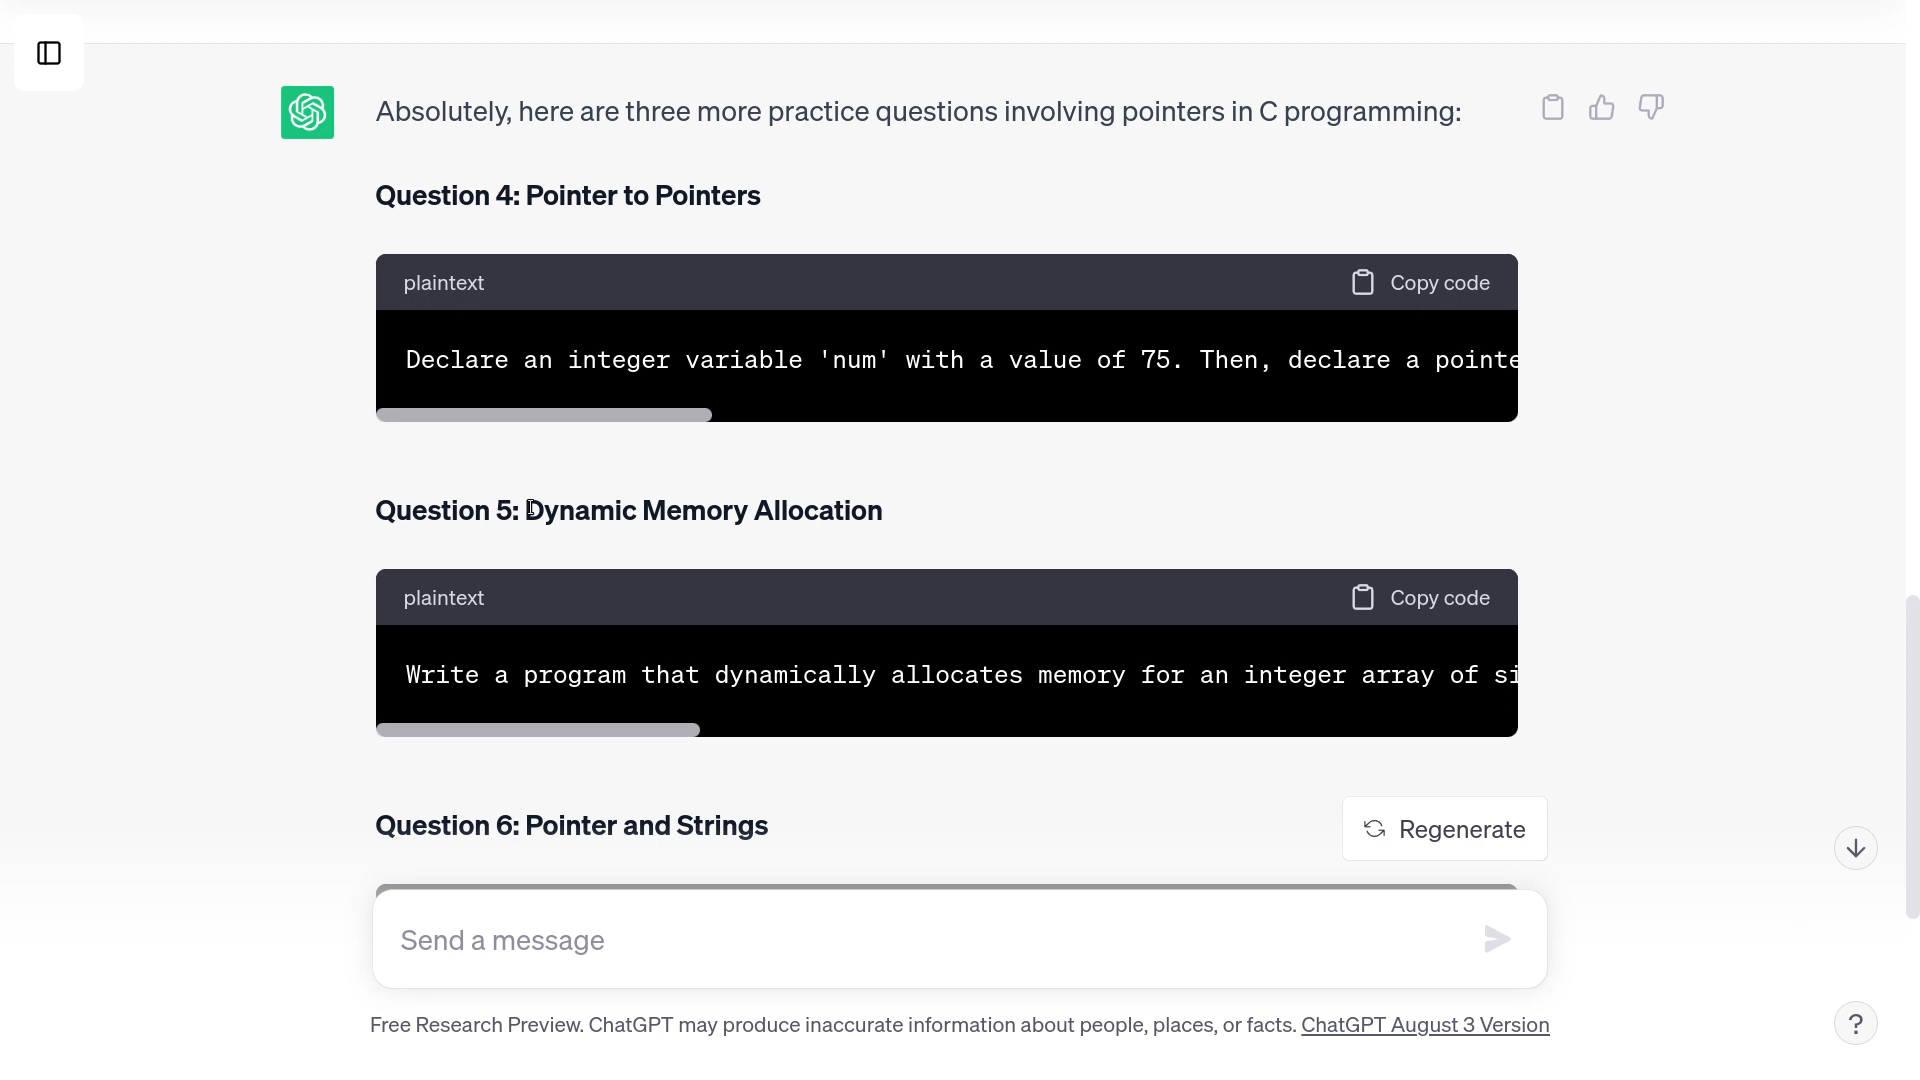 Absolutely, here are three more practice questions involving pointers in C programming:
Question 4: Pointer to Pointers
plaintext
Copy code
Declare an integer variable 'num' with a value of 75. Then, declare a pointe
Question 5: Dynamic Memory Allocation
plaintext
Copy code
Write a program that dynamically allocates memory for an integer array of si
Question 6: Pointer and Strings
Regenerate
Send a message
Free Research Preview. ChatGPT may produce inaccurate information about people, places, or facts. ChatGPT August 3 Version
?